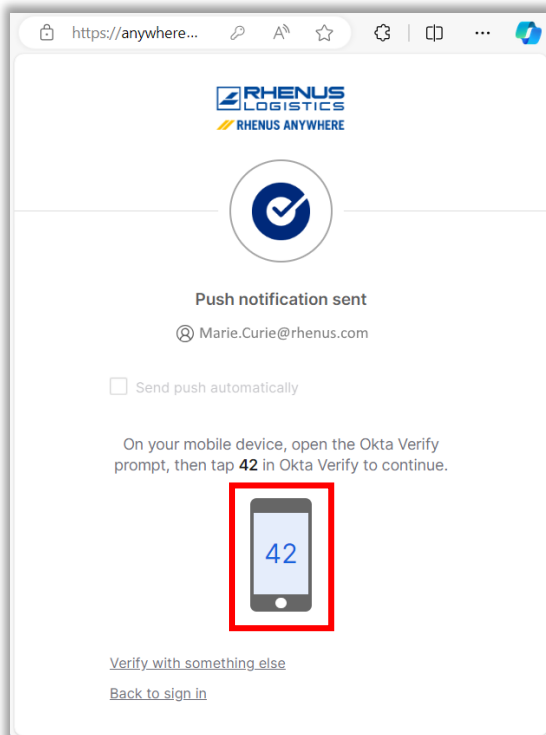 https://anywhere...
RHENUS
LOGISTICS
RHENUS ANYWHERE
Push notification sent
Marie.Curie@rhenus.com
Send push automatically
On your mobile device, open the Okta Verify
prompt, then tap 42 in Okta Verify to continue.
42
Verify with something else
Back to sign in